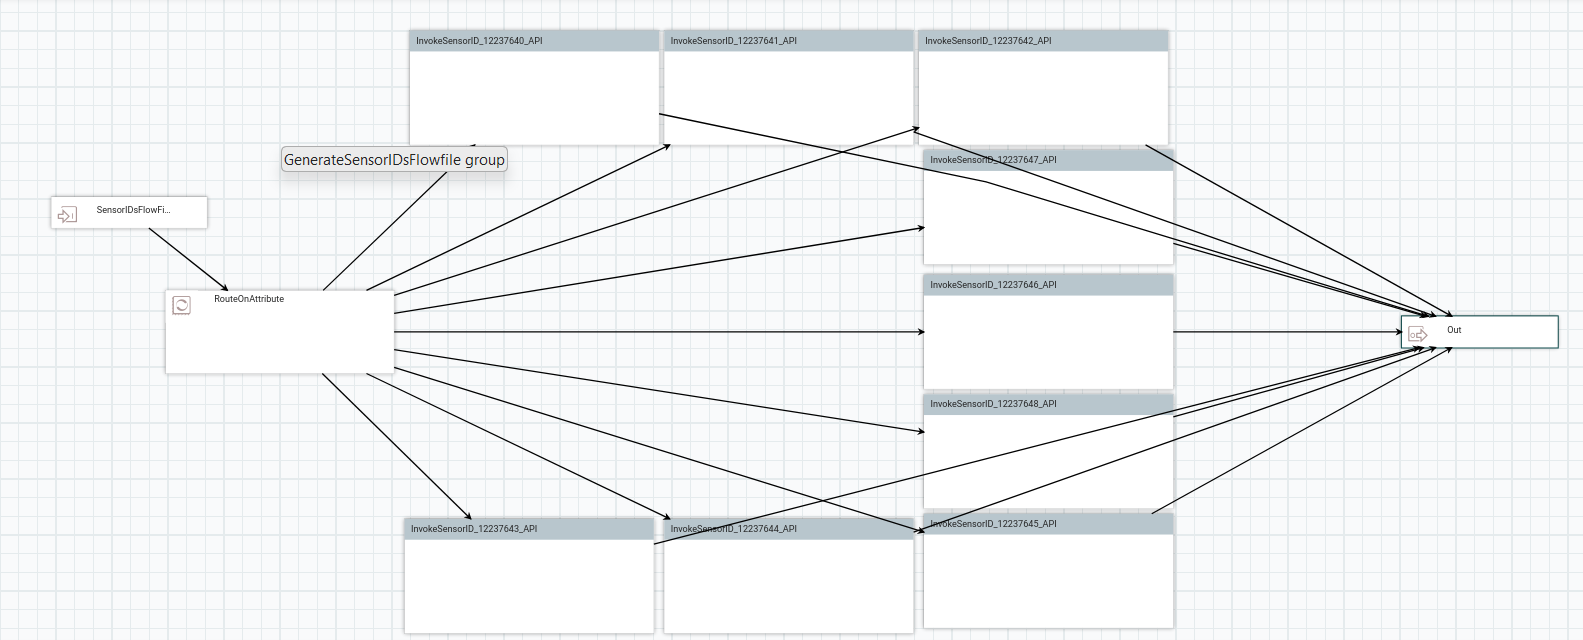 InvokeSensorID_12237640_API
InvokeSensorID_12237641_API
InvokeSensorID_12237642_API
GenerateSensorIDsFlowfile group
InvokeSensorID_12237647_API
SensorIDsFlowFi...
RouteOnAttribute
InvokeSensorID_12237646_API
Out
InvokeSensorID_12237648_API
InvokeSensorID_12237643_API
InvokeSensorID_12237644_API
InvokeSensorID_12237645_API